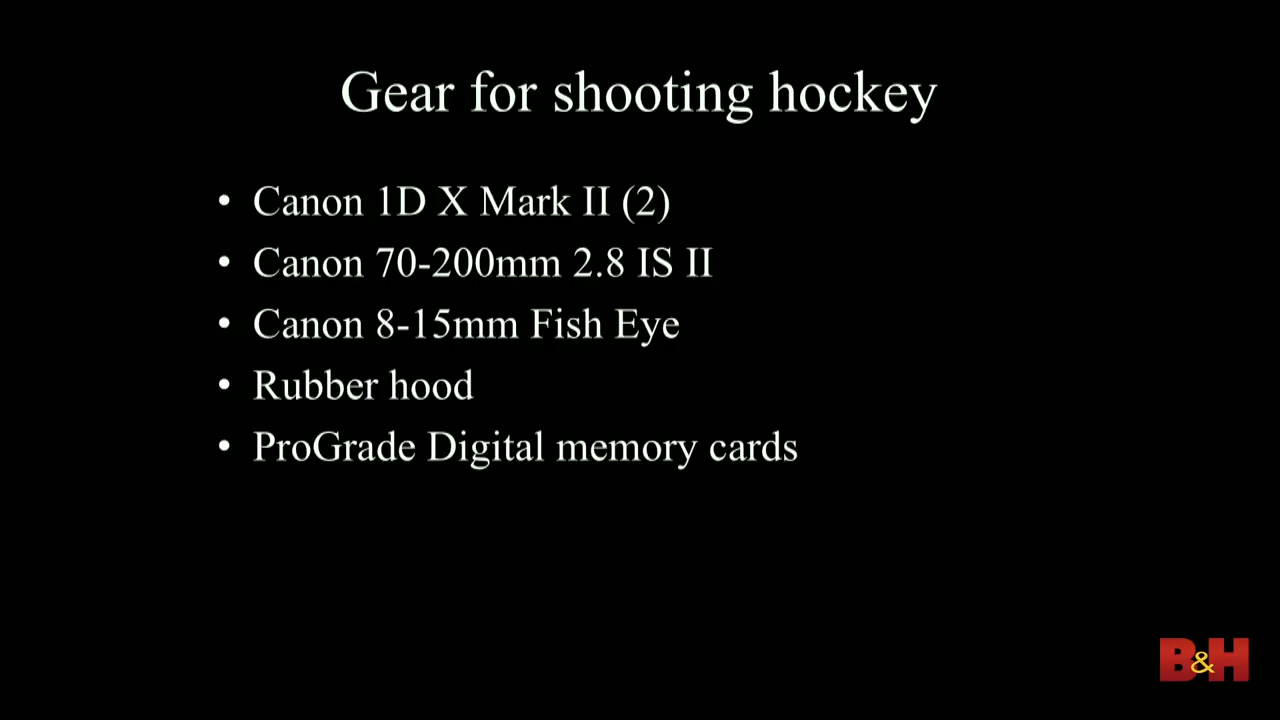 Gear for shooting hockey
• Canon 1D X Mark II (2)
• Canon 70-200mm 2.8 IS II
• Canon 8-15mm Fish Eye
• Rubber hood
• ProGrade Digital memory cards
B&H